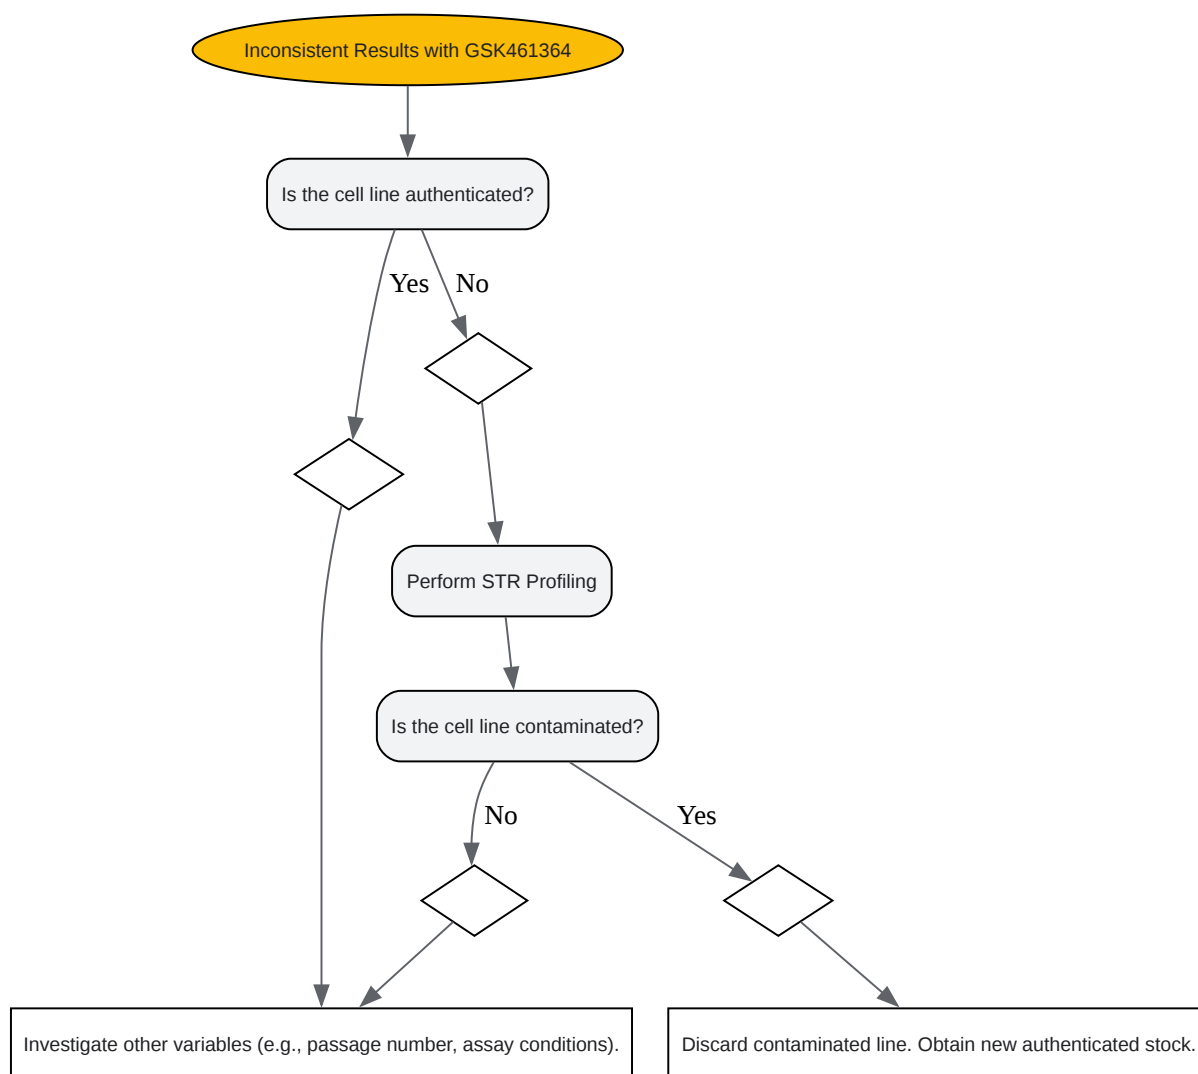 Inconsistent Results with GSK461364
Is the cell line authenticated?
Yes
No
Perform STR Profiling
Is the cell line contaminated?
No
Yes
Investigate other variables (e.g., passage number, assay conditions).
Discard contaminated line. Obtain new authenticated stock.